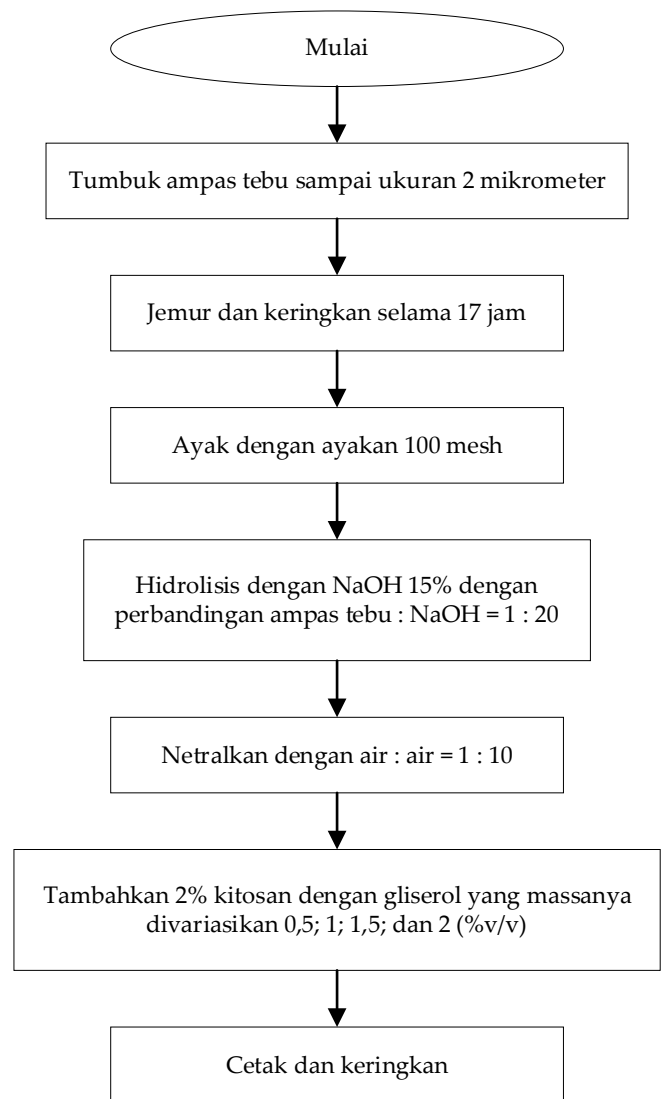 Mulai
Tumbuk ampas tebu sampai ukuran 2 mikrometer
Jemur dan keringkan selama 17 jam
Ayak dengan ayakan 100 mesh
Hidrolisis dengan NaOH 15% dengan
perbandingan ampas tebu : NaOH = 1 : 20
Netralkan dengan air : air = 1 : 10
Tambahkan 2% kitosan dengan gliserol yang massanya
divariasikan 0,5; 1; 1,5; dan 2 (%v/v)
Cetak dan keringkan